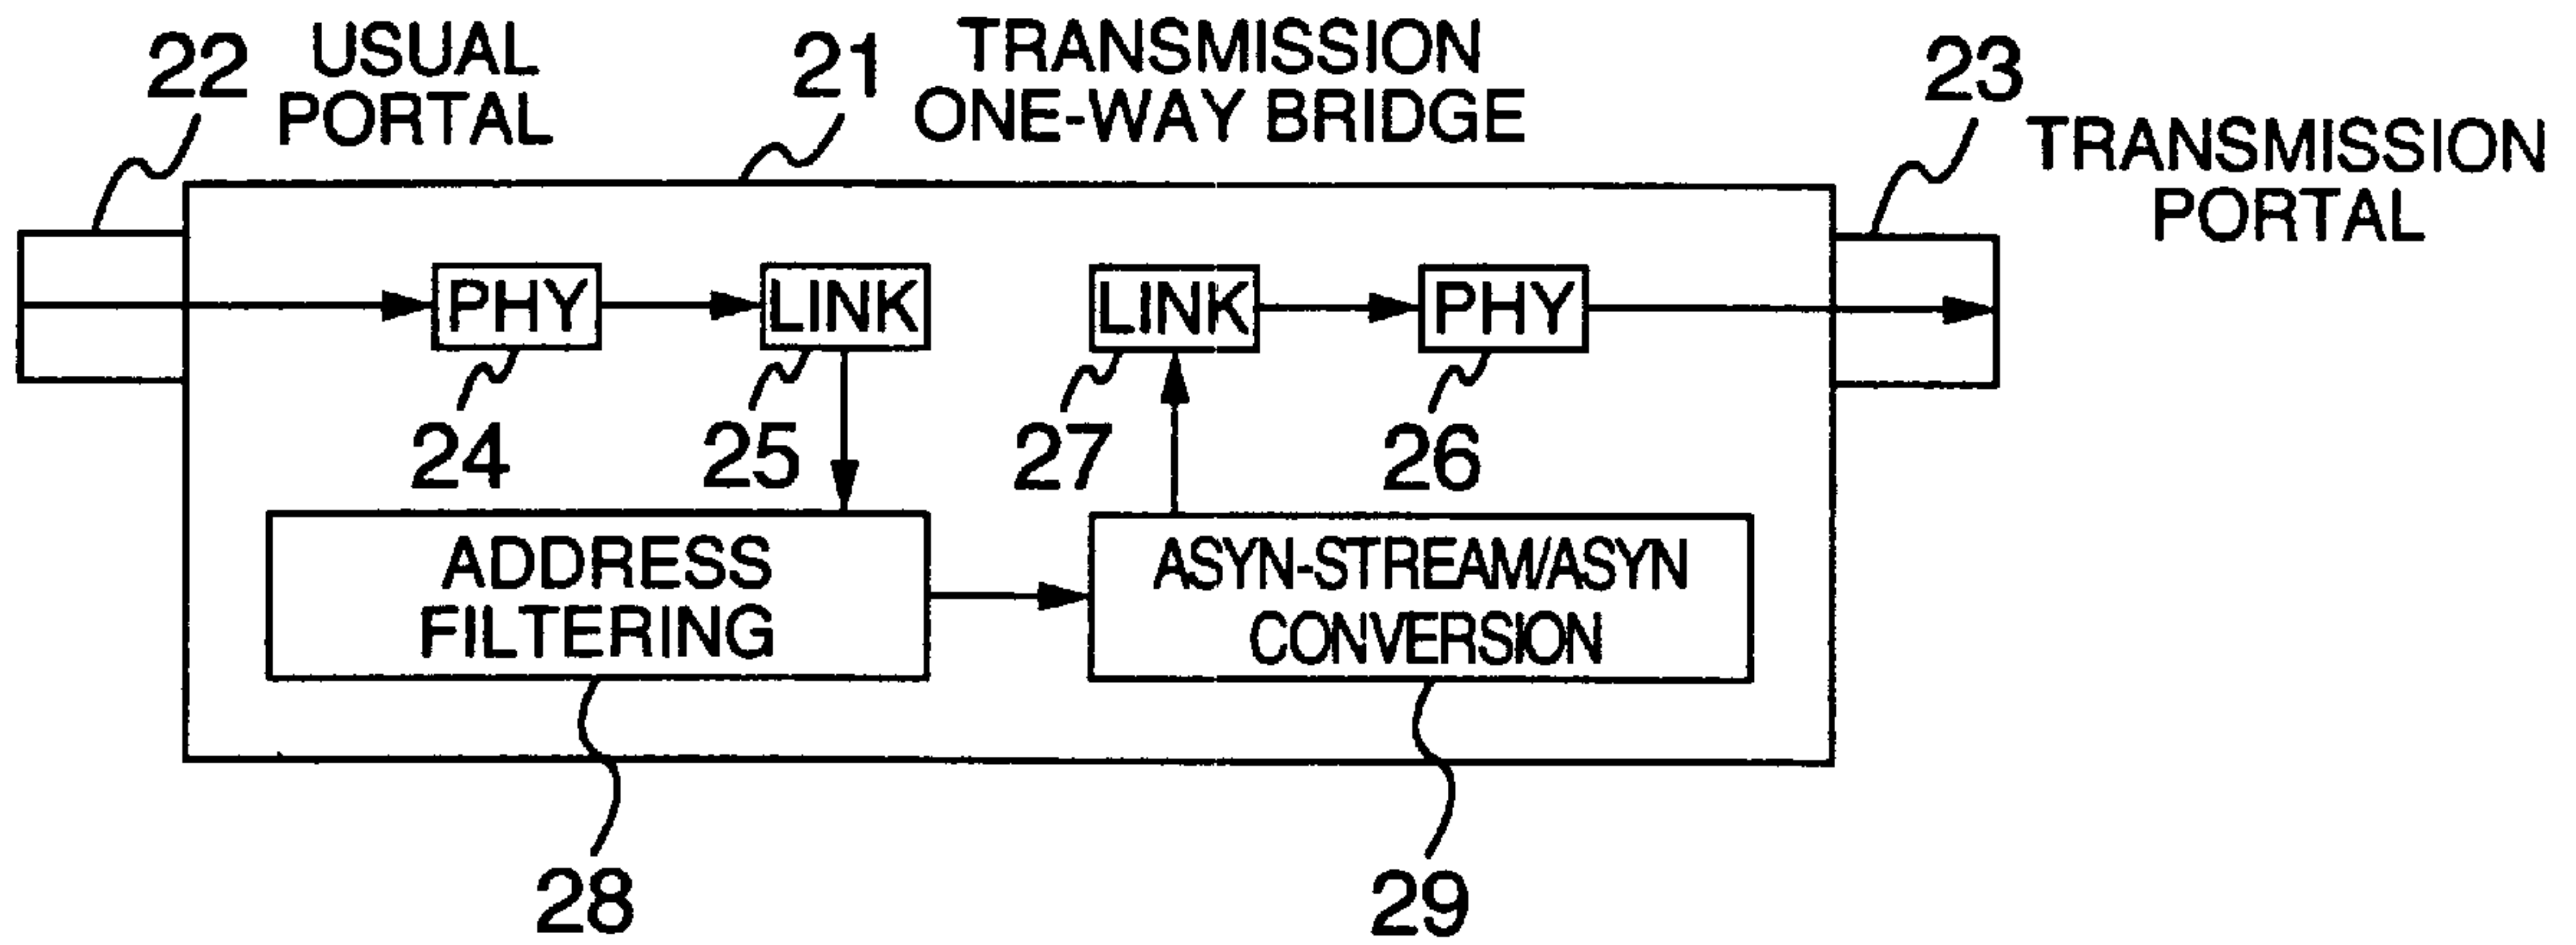 22 USUAL PORTAL
21 TRANSMISSION ONE-WAY BRIDGE
23 TRANSMISSION PORTAL
PHY
LINK
LINK
PHY
24
25
27
26
ADDRESS
FILTERING
ASYN-STREAM/ASYN
CONVERSION
28
29